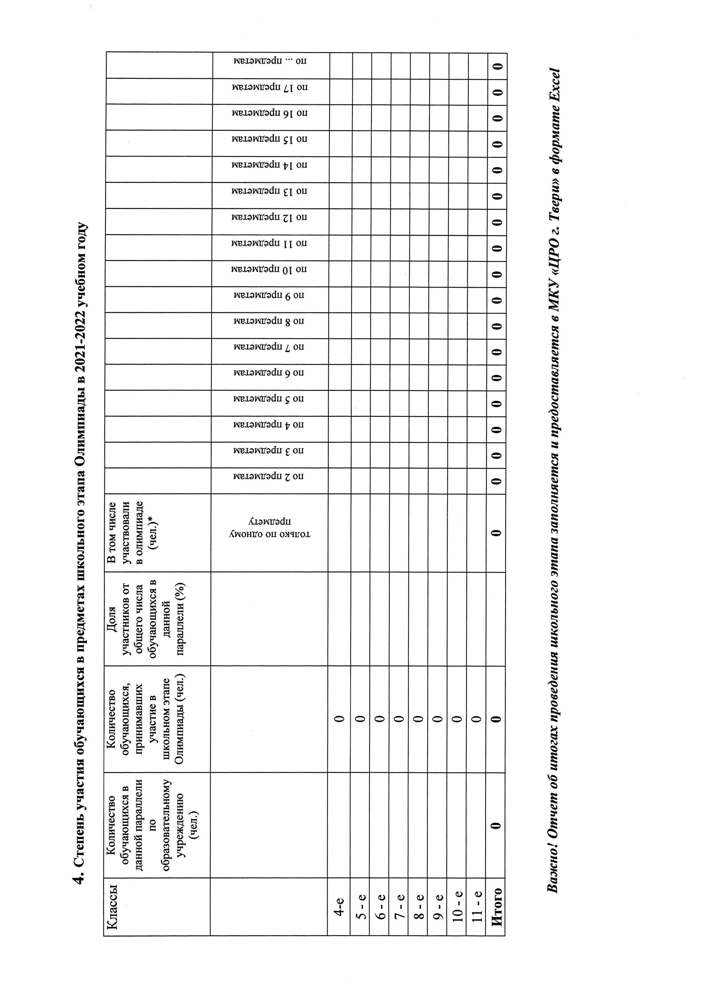 4. Степень участия обучающихся в предметах школьного этапа Олимпиады в 2021-2022 учебном году
Классы
Количество
обучающихся в
данной параллели
по
образовательному
учреждению
(чел.)
Количество
обучающихся,
принимавших
участие в
школьном этапе
Олимпиады (чел.)
Доля
участников от
общего числа
обучающихся в
данной
параллели (%)
В том числе
участвовали
в олимпиаде
(чел.)*
только по одному
предмету
по 2 предметам
по 3 предметам
по 4 предметам
по 5 предметам
по 6 предметам
по 7 предметам
по 8 предметам
по 9 предметам
по 10 предметам
по 11 предметам
по 12 предметам
по 13 предметам
по 14 предметам
по 15 предметам
по 16 предметам
по 17 предметам
по ... предметам
4-е 0
5 - е 0
6 - е 0
7 - е 0
8 - е 0
9 - е 0
10 - е 0
11 - е 0
Итого 0 0 0 0 0 0 0 0 0 0 0 0 0 0 0 0 0 0 0 0
Важно! Отчет об итогах проведения школьного этапа заполняется и предоставляется в МКУ «ЦРО г. Твери» в формате Excel